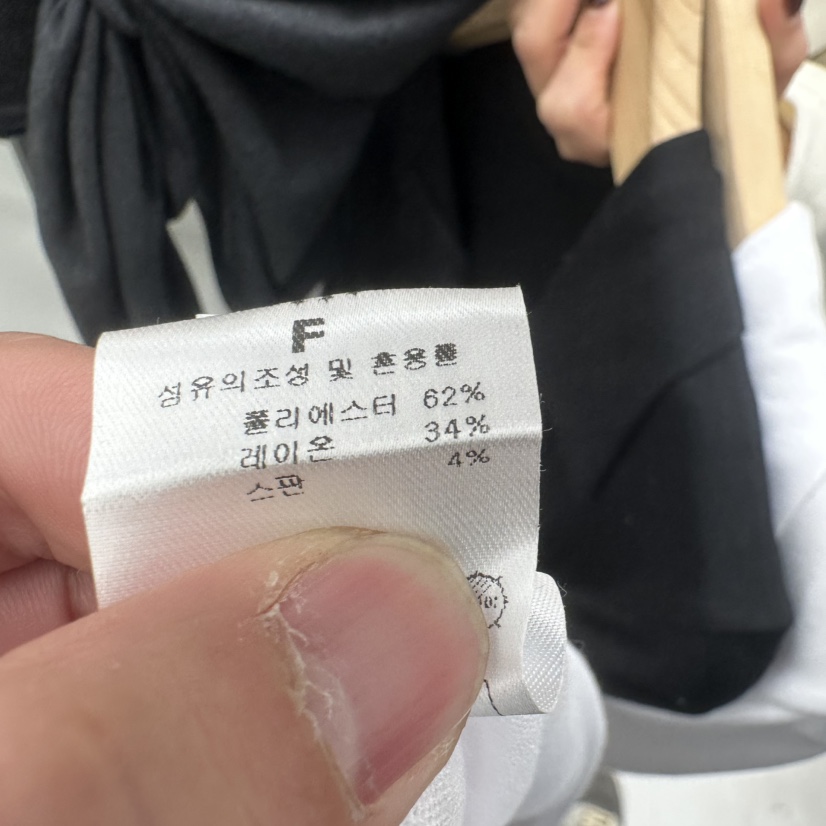 F
섬유의조성 및 혼용률
폴리에스터 62%
레이온 34%
스판 4%